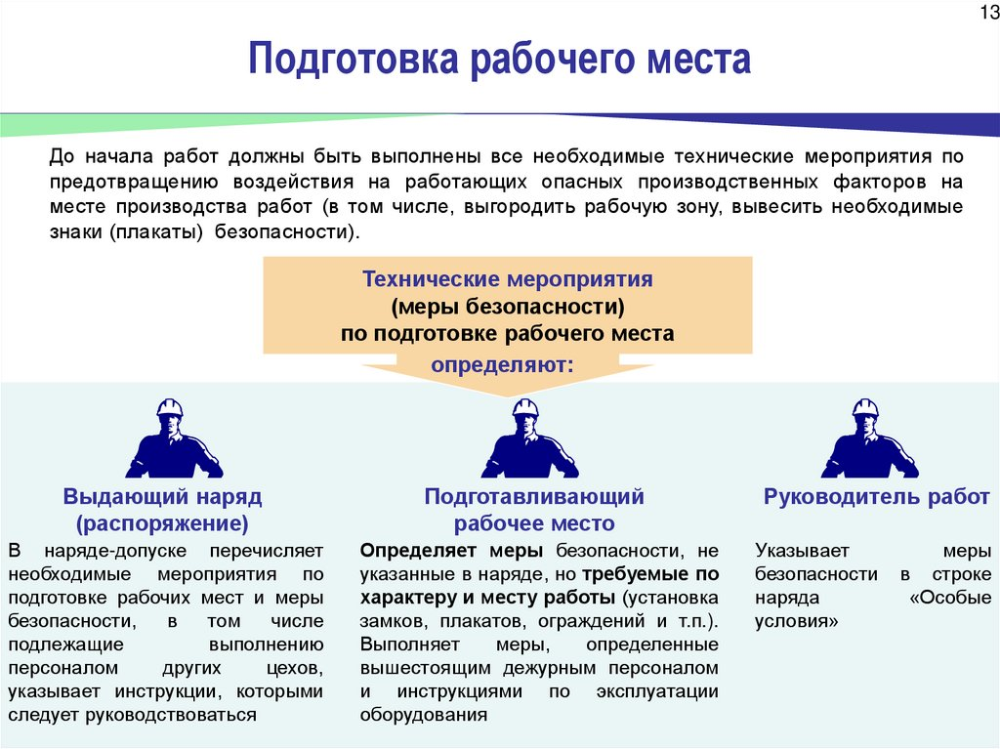 13
Подготовка рабочего места
До начала работ должны быть выполнены все необходимые технические мероприятия по
предотвращению воздействия на работающих опасных производственных факторов на
месте производства работ (в том числе, выгородить рабочую зону, вывесить необходимые
знаки (плакаты) безопасности).
Технические мероприятия
(меры безопасности)
по подготовке рабочего места
определяют:
Выдающий наряд
(распоряжение)
В наряде-допуске перечисляет
необходимые мероприятия по
подготовке рабочих мест и меры
безопасности, в том числе
подлежащие выполнению
персоналом других цехов,
указывает инструкции, которыми
следует руководствоваться
Подготавливающий
рабочее место
Определяет меры безопасности, не
указанные в наряде, но требуемые по
характеру и месту работы (установка
замков, плакатов, ограждений и т.п.).
Выполняет меры, определенные
вышестоящим дежурным персоналом
и инструкциями по эксплуатации
оборудования
Руководитель работ
Указывает меры
безопасности в строке
наряда «Особые
условия»